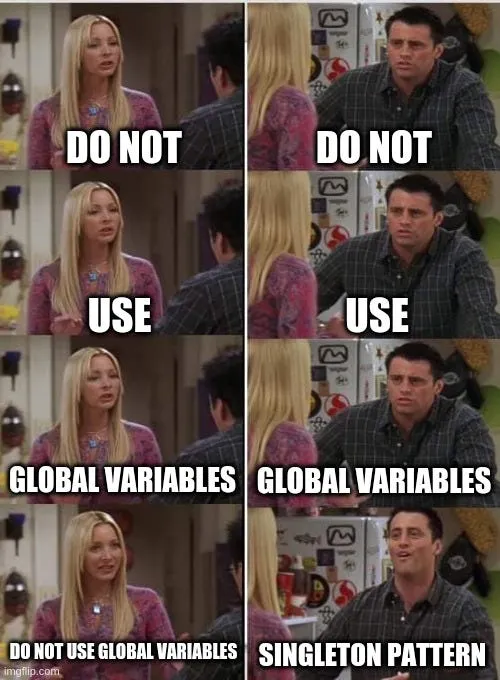 DO NOT
DO NOT
USE
USE
GLOBAL VARIABLES
GLOBAL VARIABLES
DO NOT USE GLOBAL VARIABLES
SINGLETON PATTERN
imgflip.com